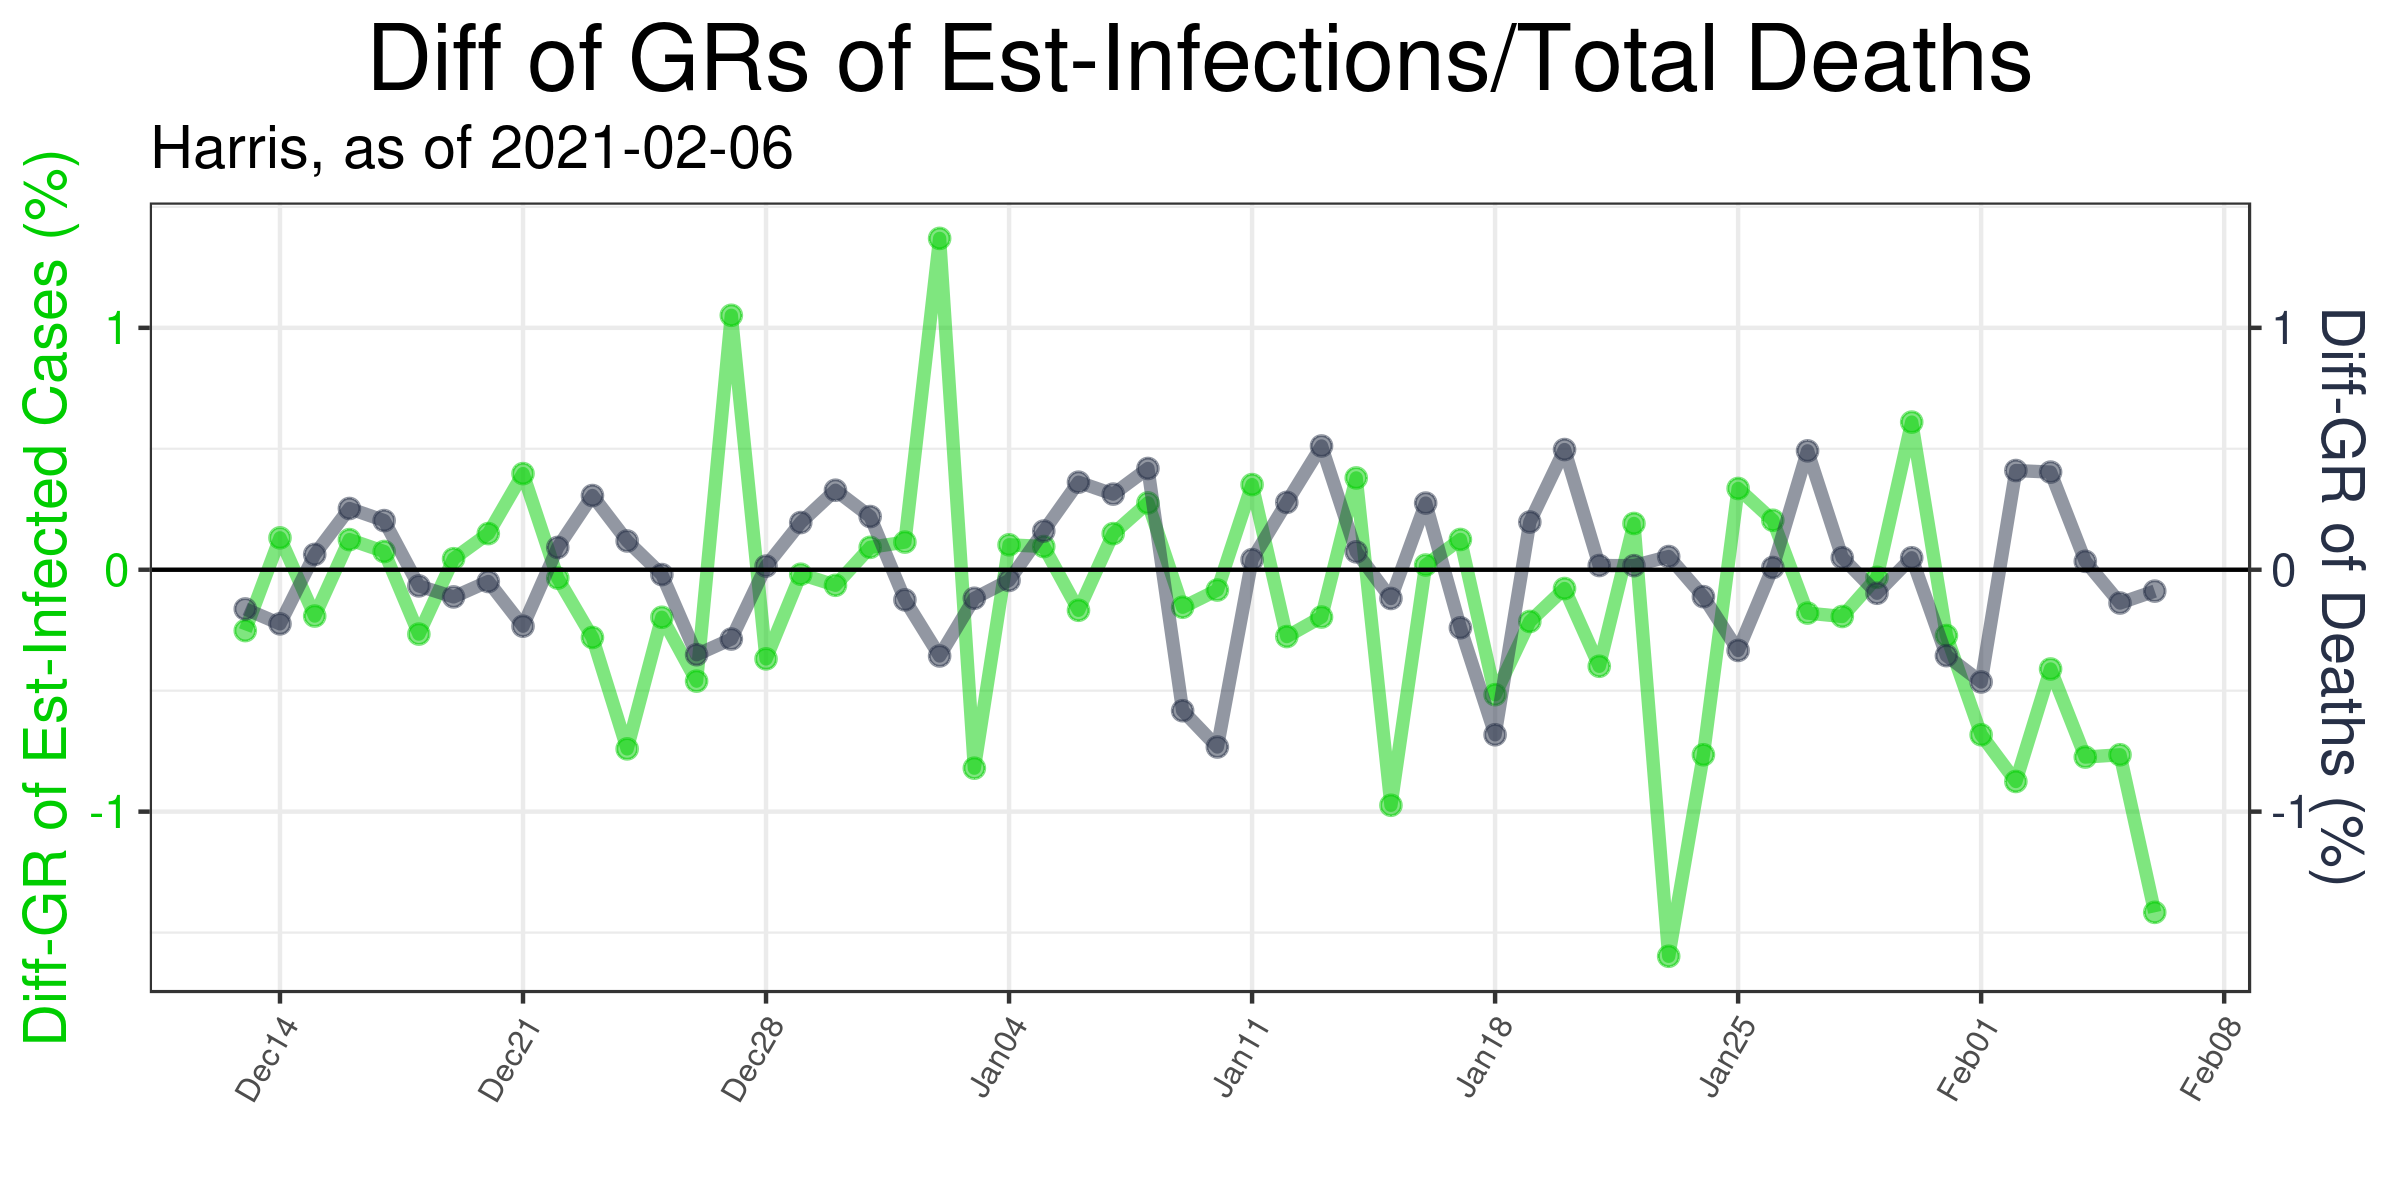 Diff of GRs of Est-Infections/Total Deaths
Harris, as of 2021-02-06
Diff-GR of Est-Infected Cases (%)
1
0
-1
1
0
-1
Diff-GR of Deaths (%)
Dec14
Dec21
Dec28
Jan04
Jan11
Jan18
Jan25
Feb01
Feb08